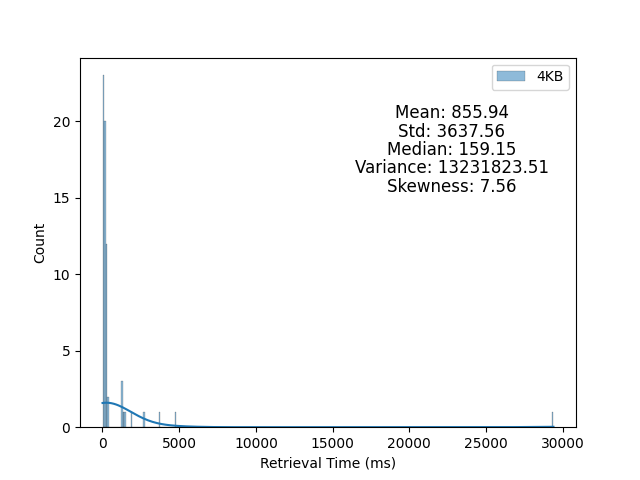 4KB
Mean: 855.94
Std: 3637.56
Median: 159.15
Variance: 13231823.51
Skewness: 7.56
20
15
10
5
0
Count
0 5000 10000 15000 20000 25000 30000
Retrieval Time (ms)